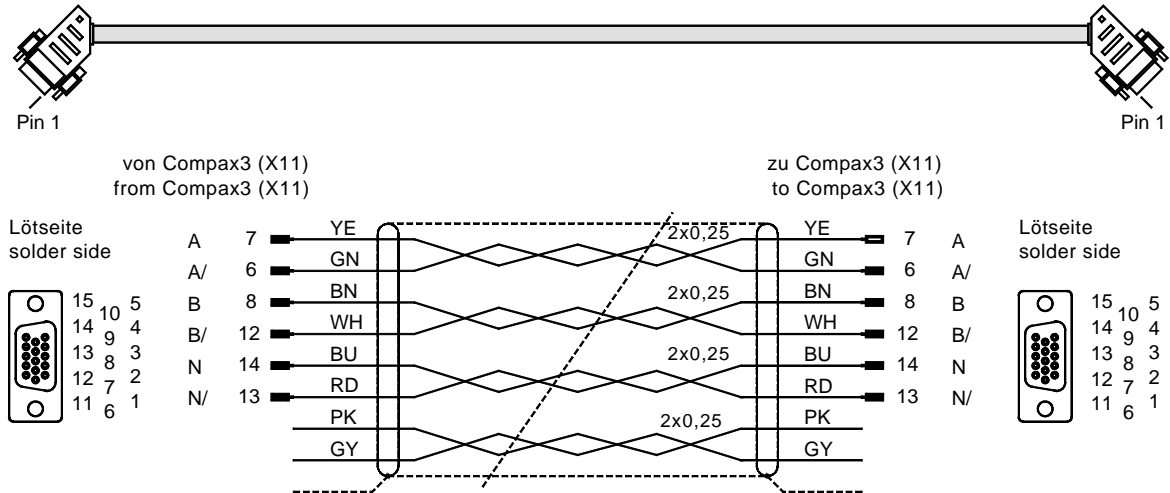 Pin 1
Pin 1
von Compax3 (X11)
from Compax3 (X11)
zu Compax3 (X11)
to Compax3 (X11)
Lötseite
solder side
Lötseite
solder side
A 7 YE 2x0,25 YE 7 A
A/ 6 GN GN 6 A/
B 8 BN 2x0,25 BN 8 B
B/ 12 WH WH 12 B/
N 14 BU 2x0,25 BU 14 N
N/ 13 RD RD 13 N/
PK 2x0,25 PK
GY GY
15 10 5
14 9 4
13 8 3
12 7 2
11 6 1
15 10 5
14 9 4
13 8 3
12 7 2
11 6 1